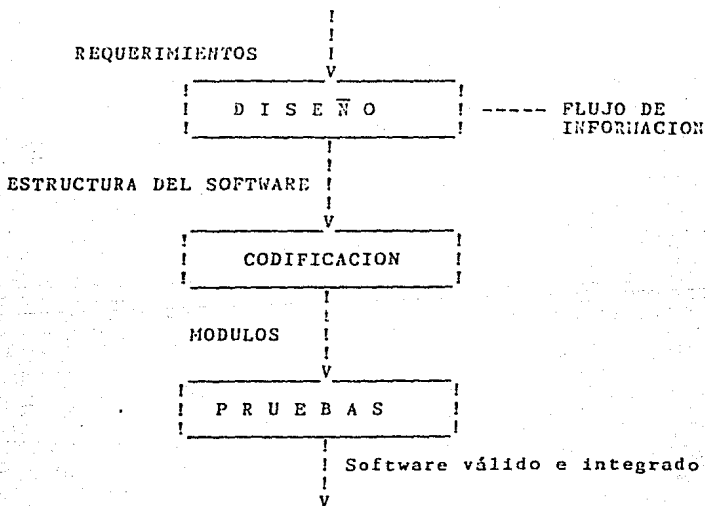 REQUERIMIENTOS
D I S E Ñ O ----- FLUJO DE
INFORMACION
ESTRUCTURA DEL SOFTWARE
CODIFICACION
MODULOS
P R U E B A S
Software válido e integrado